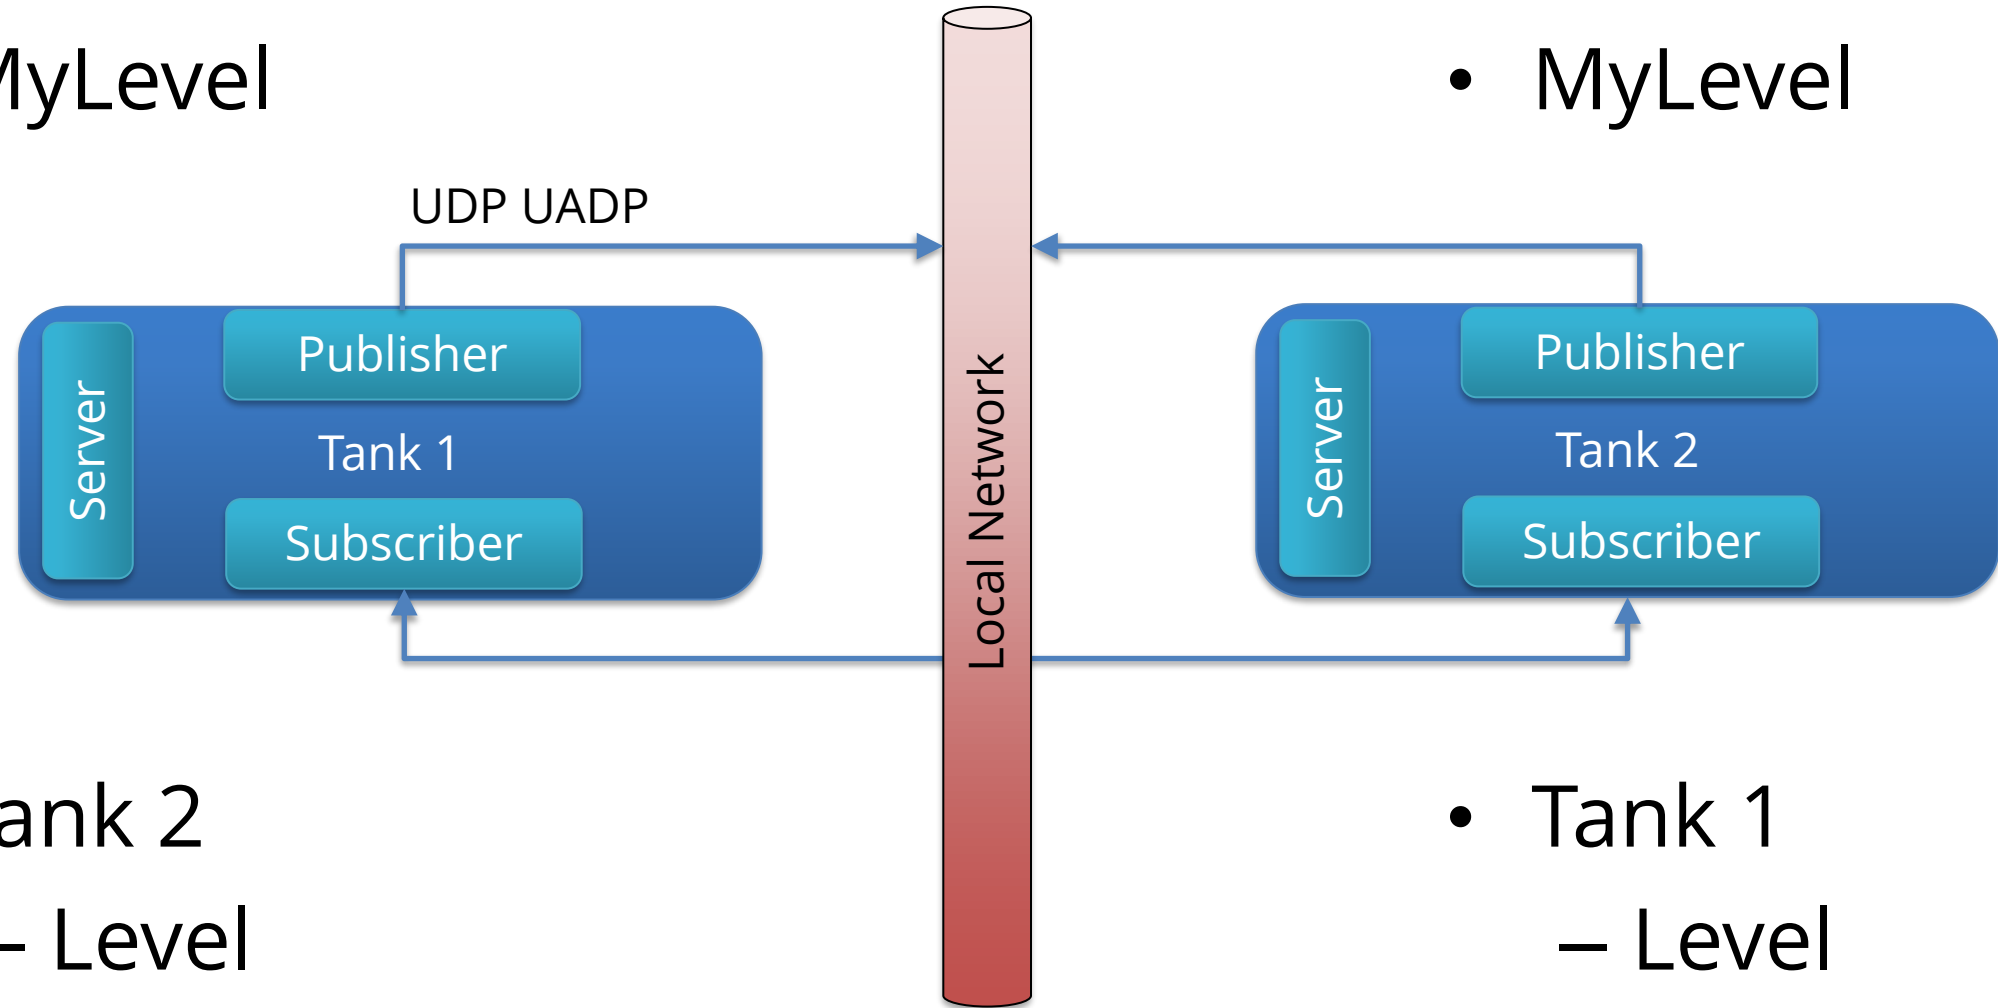 MyLevel
• MyLevel
UDP UADP
Publisher
Server
Tank 1
Subscriber
Local Network
Publisher
Server
Tank 2
Subscriber
ank 2
– Level
• Tank 1
– Level